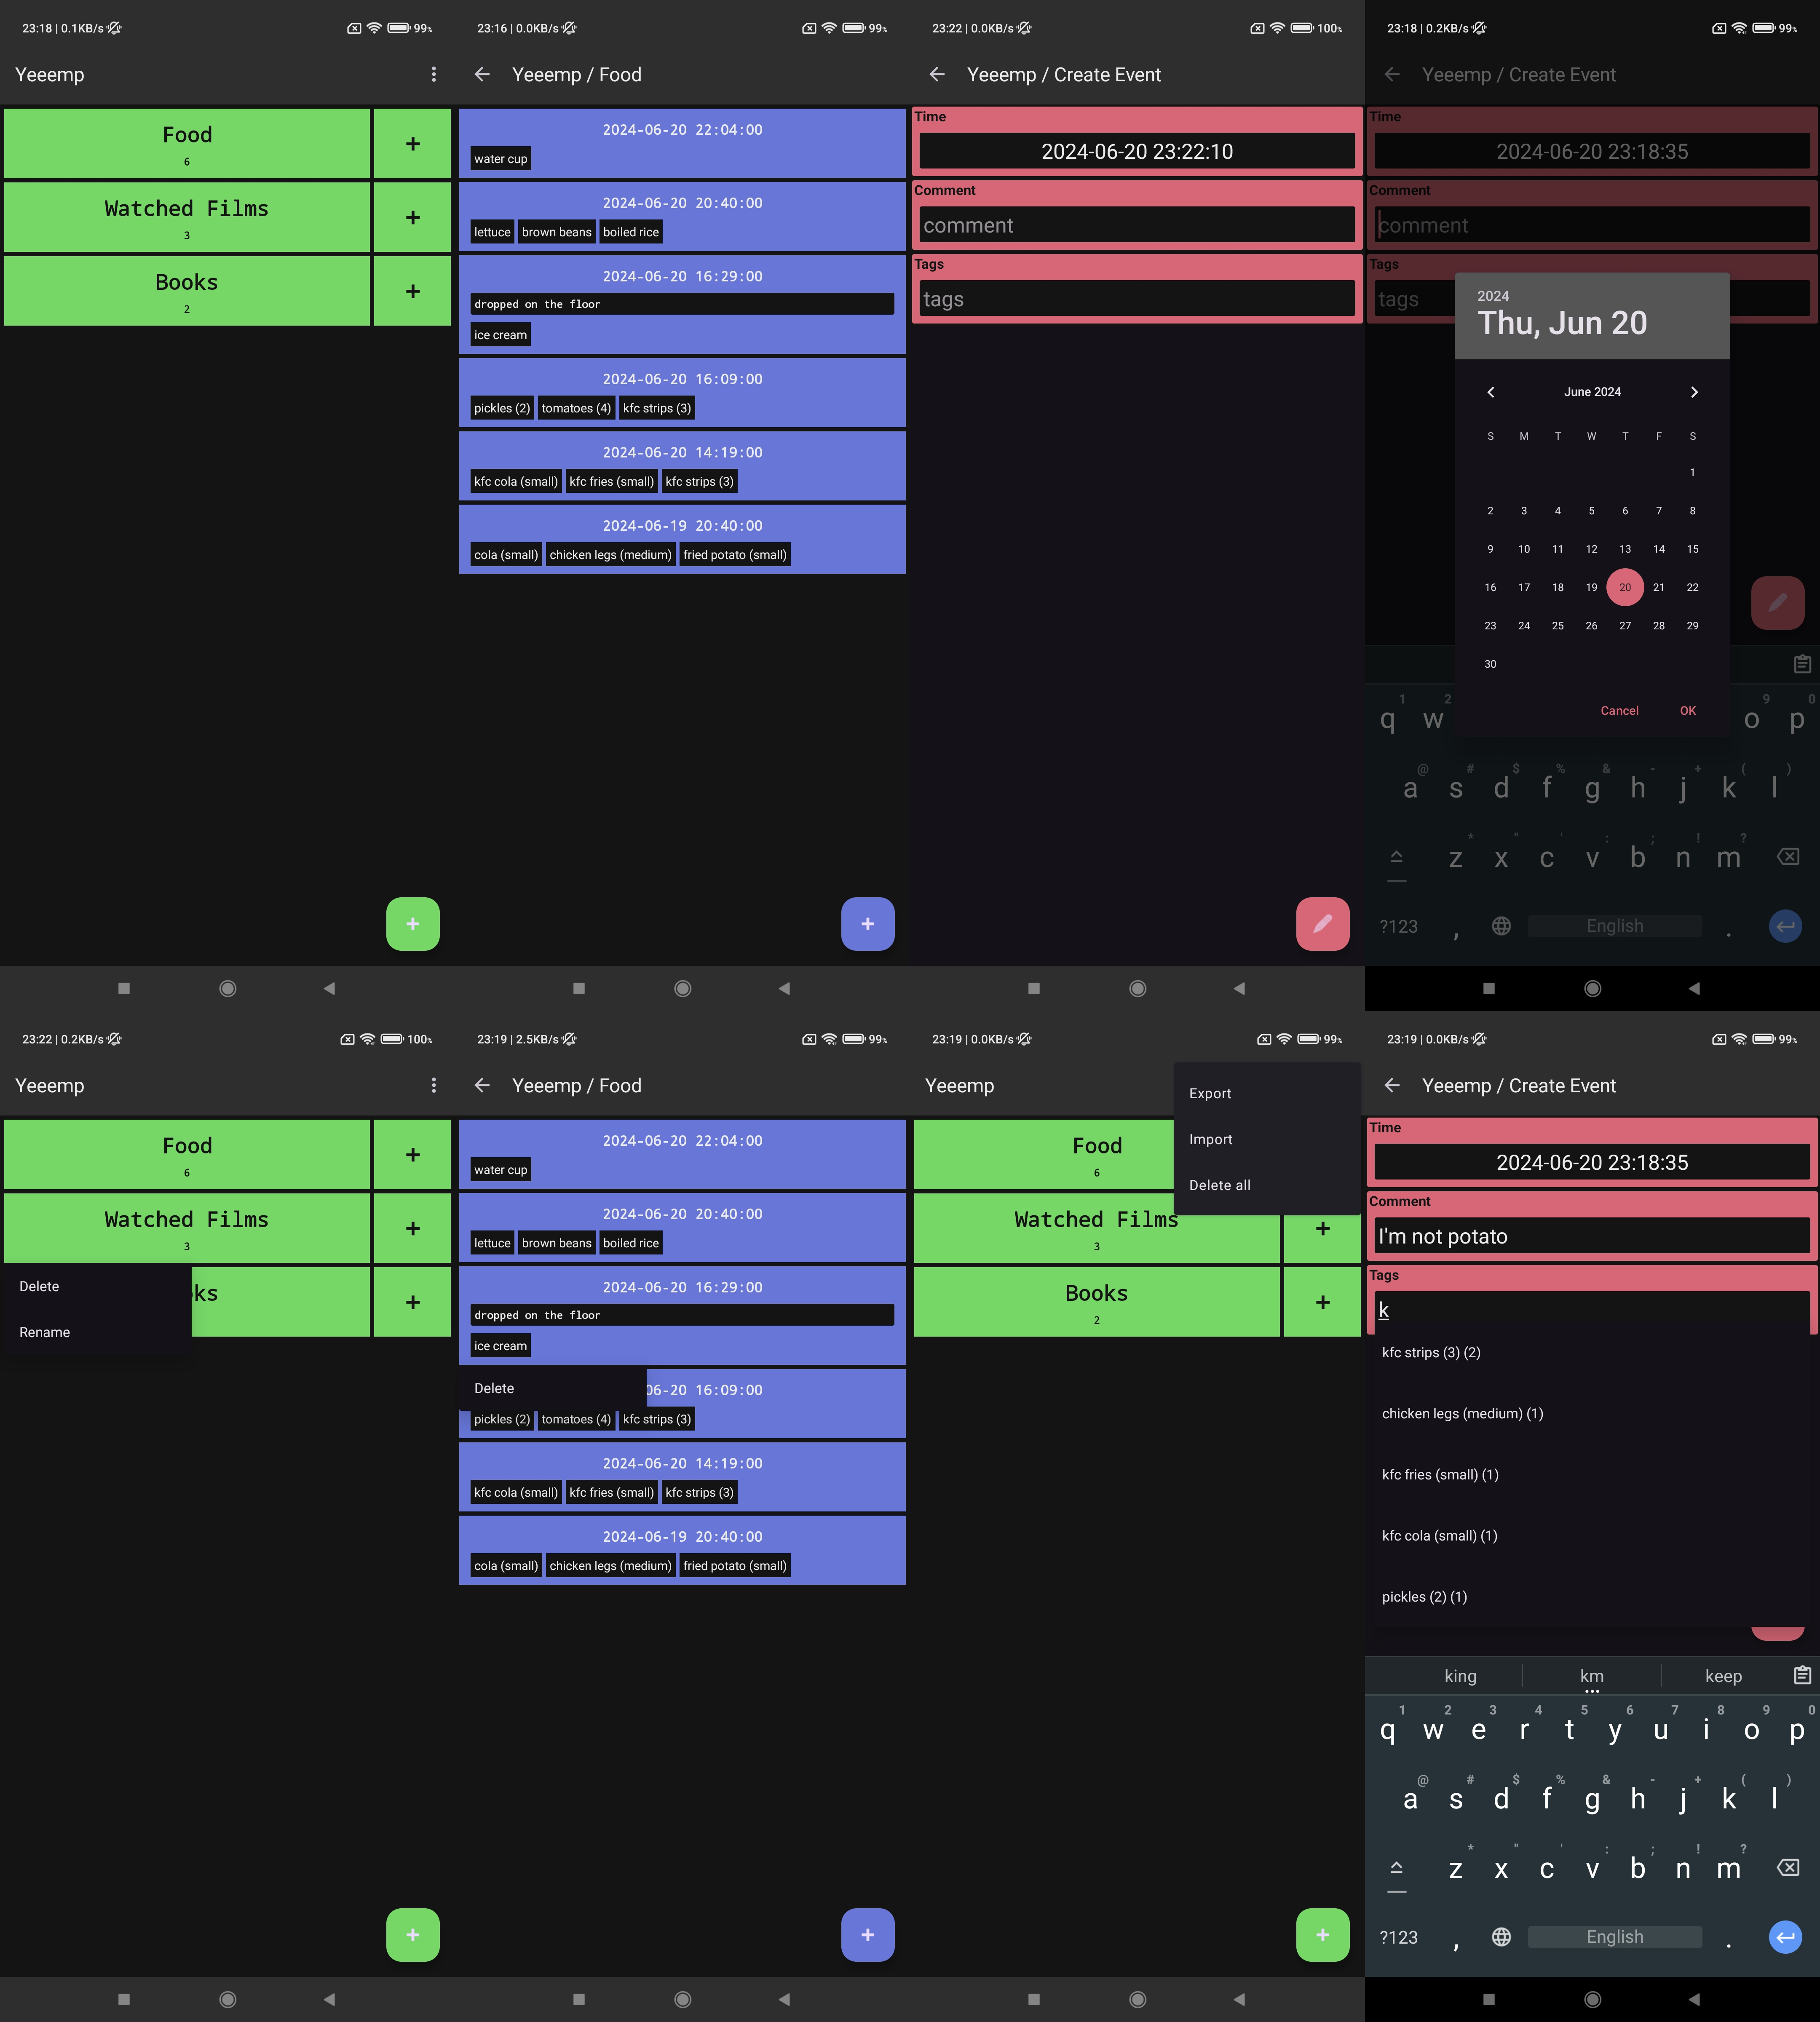 23:18 | 0.1KB/s
99%
Yeeemp
Food
6
+
Watched Films
3
+
Books
2
+
+
23:16 | 0.0KB/s
99%
Yeeemp / Food
2024-06-20 22:04:00
water cup
2024-06-20 20:40:00
lettuce brown beans boiled rice
2024-06-20 16:29:00
dropped on the floor
ice cream
2024-06-20 16:09:00
pickles (2) tomatoes (4) kfc strips (3)
2024-06-20 14:19:00
kfc cola (small) kfc fries (small) kfc strips (3)
2024-06-19 20:40:00
cola (small) chicken legs (medium) fried potato (small)
+
23:22 | 0.0KB/s
100%
Yeeemp / Create Event
Time
2024-06-20 23:22:10
Comment
comment
Tags
tags
23:18 | 0.2KB/s
99%
Yeeemp / Create Event
Time
2024-06-20 23:18:35
Comment
comment
Tags
tags
2024
Thu, Jun 20
June 2024
S M T W T F S
1
2 3 4 5 6 7 8
9 10 11 12 13 14 15
16 17 18 19 20 21 22
23 24 25 26 27 28 29
30
Cancel OK
1 2 9 0
q w o p
@ # $ % & - + ( )
a s d f g h j k l
* " ' : ; ! ?
z x c v b n m
?123 , English .
23:22 | 0.2KB/s
100%
Yeeemp
Food
6
+
Watched Films
3
+
Delete
Rename
ks
+
+
23:19 | 2.5KB/s
99%
Yeeemp / Food
2024-06-20 22:04:00
water cup
2024-06-20 20:40:00
lettuce brown beans boiled rice
2024-06-20 16:29:00
dropped on the floor
ice cream
Delete
06-20 16:09:00
pickles (2) tomatoes (4) kfc strips (3)
2024-06-20 14:19:00
kfc cola (small) kfc fries (small) kfc strips (3)
2024-06-19 20:40:00
cola (small) chicken legs (medium) fried potato (small)
+
23:19 | 0.0KB/s
99%
Yeeemp
Export
Import
Delete all
Food
6
Watched Films
3
+
Books
2
+
+
23:19 | 0.0KB/s
99%
Yeeemp / Create Event
Time
2024-06-20 23:18:35
Comment
I'm not potato
Tags
k
kfc strips (3) (2)
chicken legs (medium) (1)
kfc fries (small) (1)
kfc cola (small) (1)
pickles (2) (1)
king km keep
1 2 3 4 5 6 7 8 9 0
q w e r t y u i o p
@ # $ % & - + ( )
a s d f g h j k l
* " ' : ; ! ?
z x c v b n m
?123 , English .